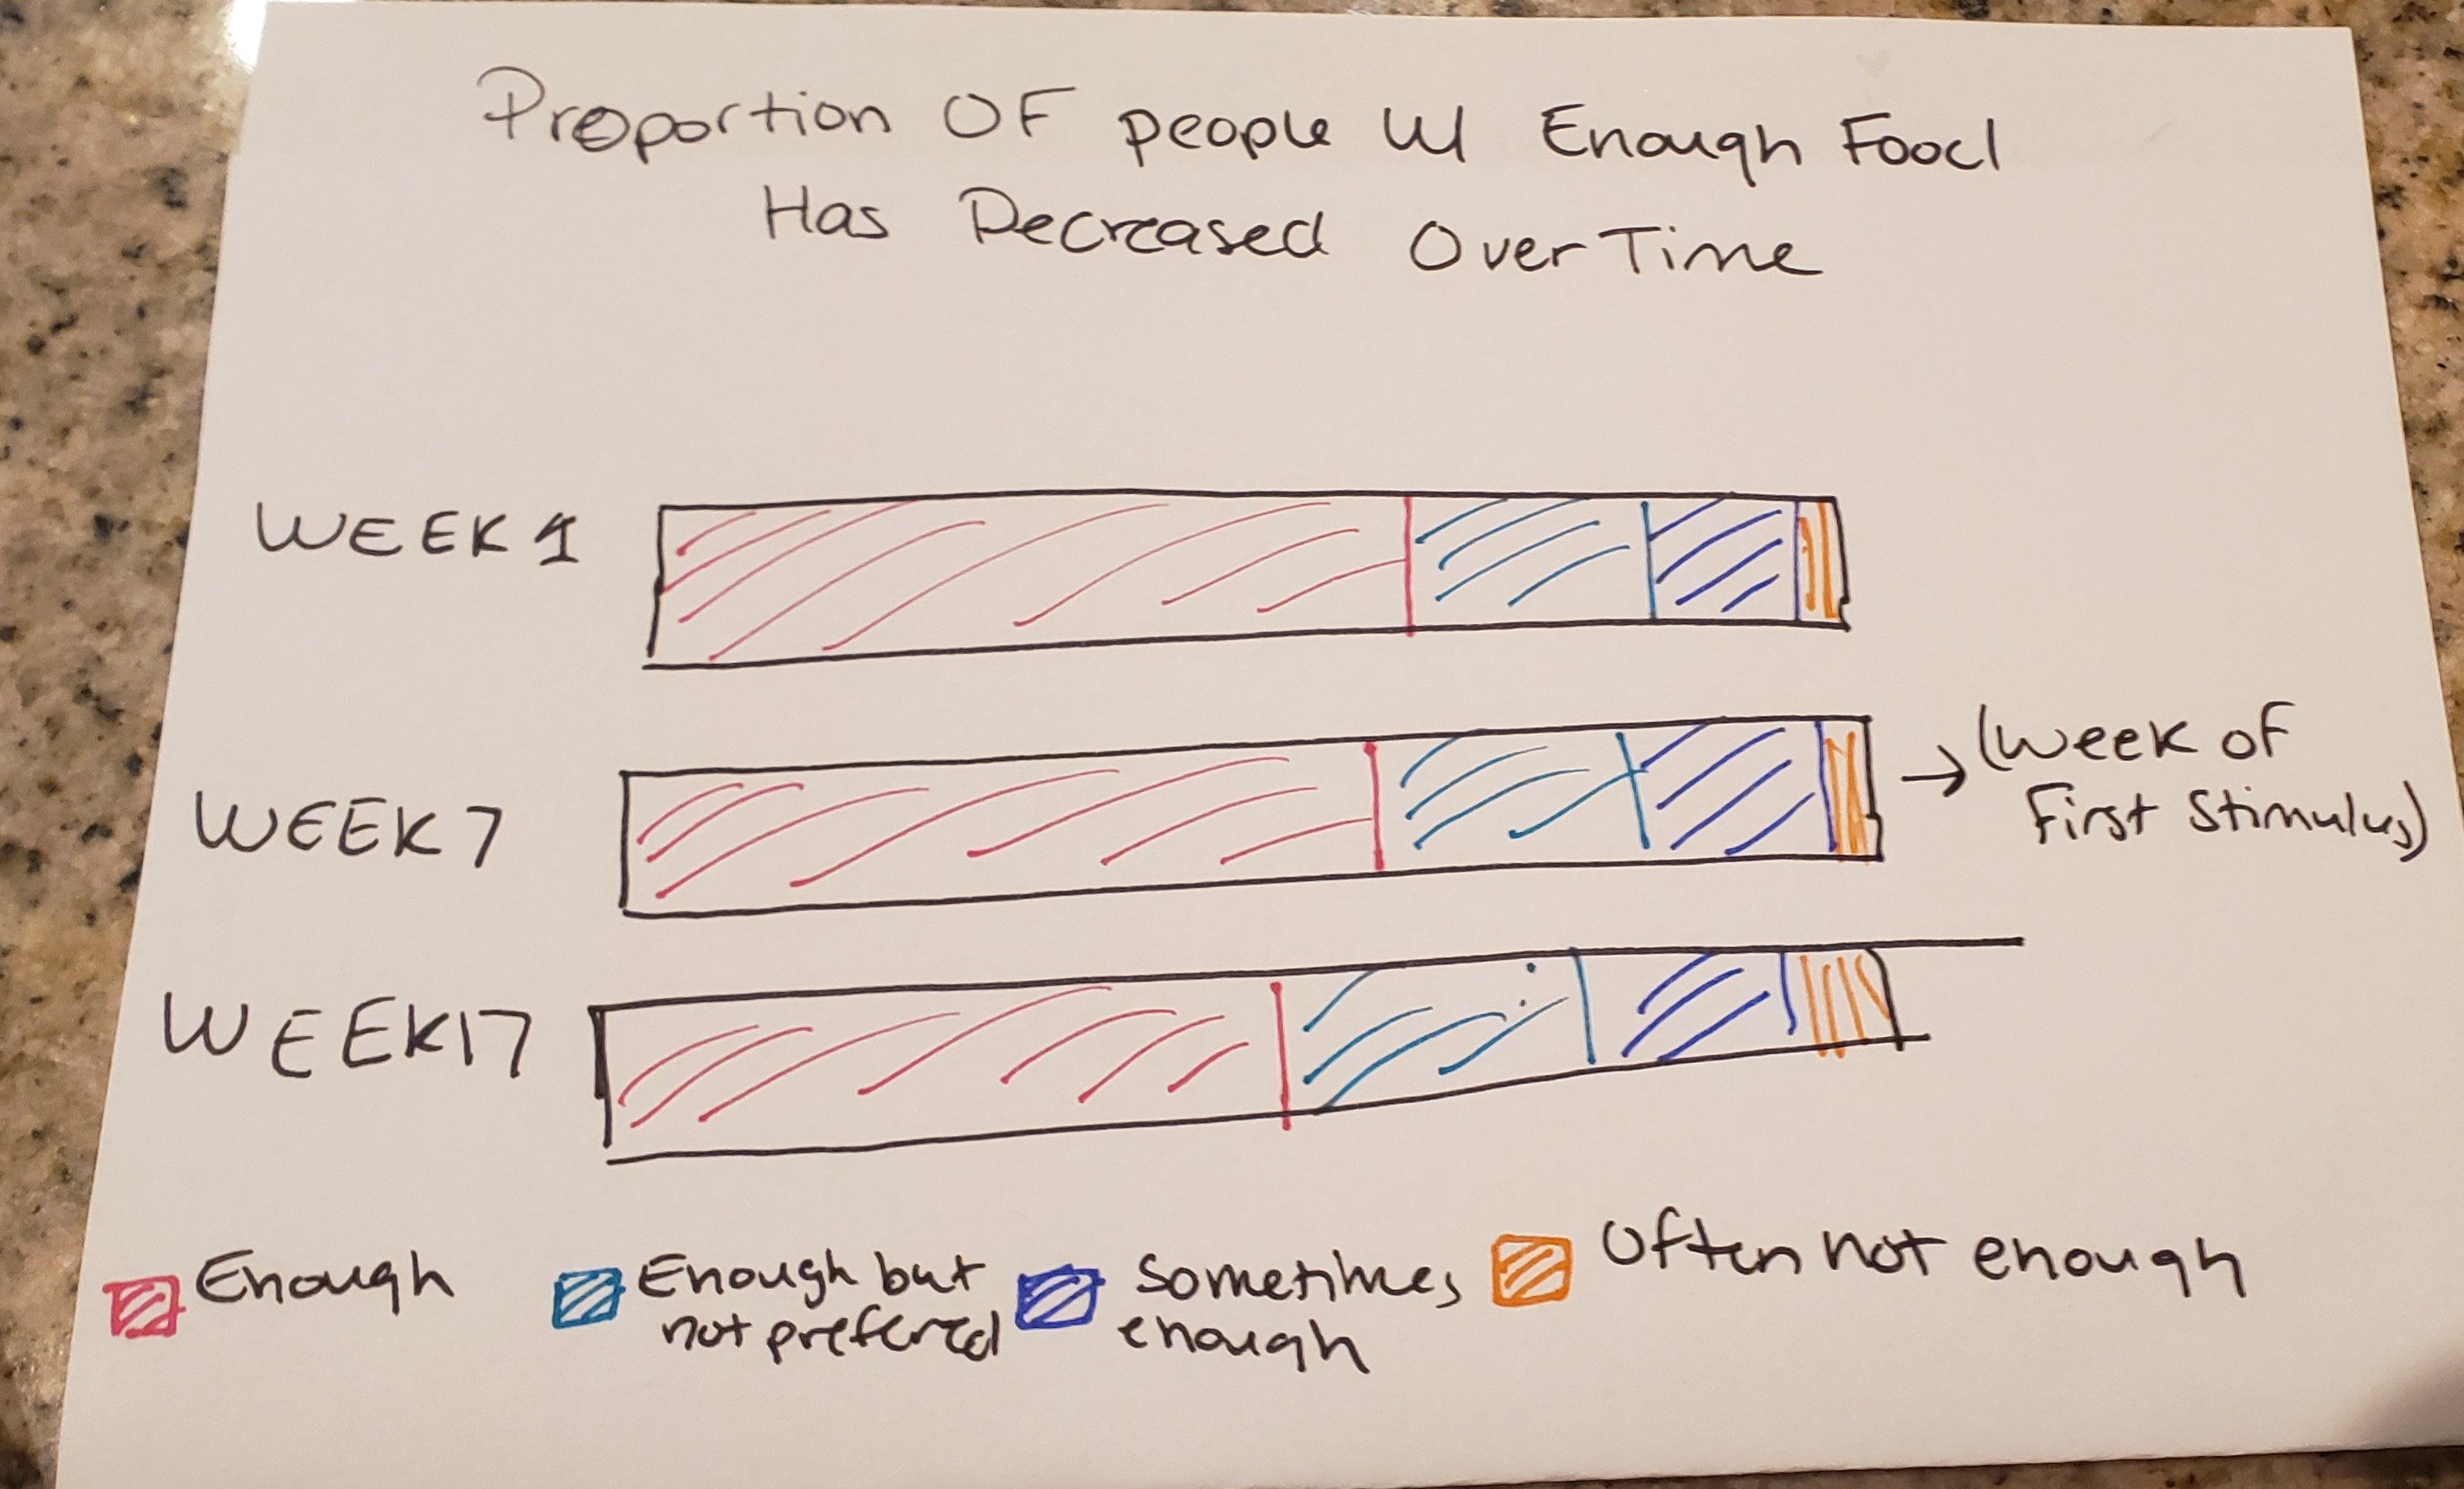 Proportion OF people w/ Enough Food
Has Decreased Over Time
WEEK 1
WEEK 7
→ (Week of
First Stimulus)
WEEK 17
Enough
Enough but
not prefered
Sometimes
enough
Often not enough